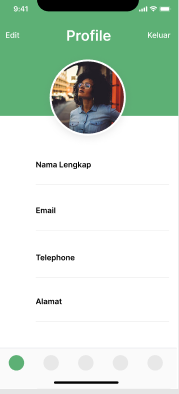 9:41
Edit Profile Keluar
Nama Lengkap
Email
Telephone
Alamat